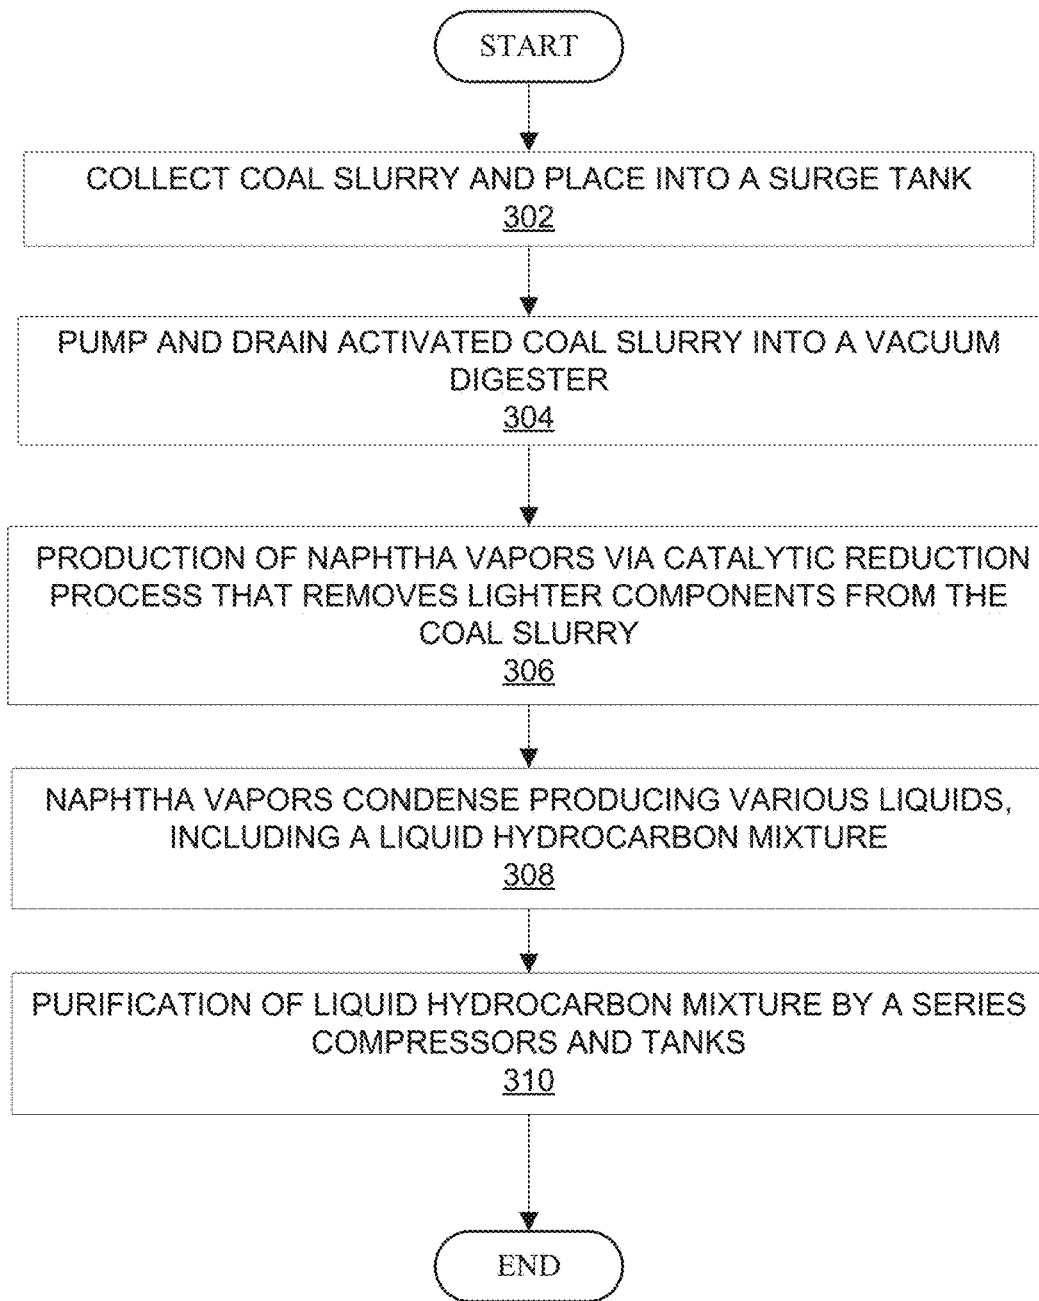 START
COLLECT COAL SLURRY AND PLACE INTO A SURGE TANK
302
PUMP AND DRAIN ACTIVATED COAL SLURRY INTO A VACUUM
DIGESTER
304
PRODUCTION OF NAPHTHA VAPORS VIA CATALYTIC REDUCTION
PROCESS THAT REMOVES LIGHTER COMPONENTS FROM THE
COAL SLURRY
306
NAPHTHA VAPORS CONDENSE PRODUCING VARIOUS LIQUIDS,
INCLUDING A LIQUID HYDROCARBON MIXTURE
308
PURIFICATION OF LIQUID HYDROCARBON MIXTURE BY A SERIES
COMPRESSORS AND TANKS
310
END